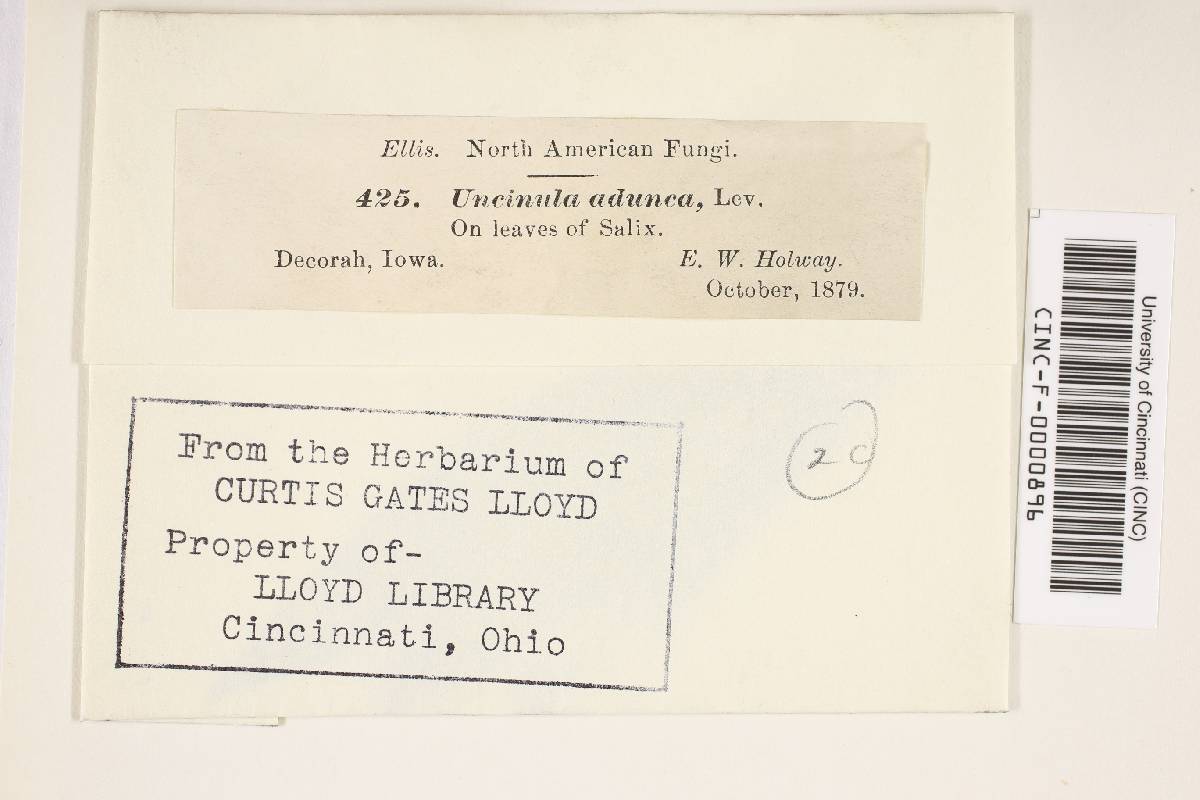 Ellis. North American Fungi.
425. Uncinula adunca, Lev.
On leaves of Salix.
Decorah, Iowa. E. W. Holway.
October, 1879.
From the Herbarium of
CURTIS GATES LLOYD
Property of-
LLOYD LIBRARY
Cincinnati, Ohio
2C
University of Cincinnati (CINC)
CINC-F-0000896